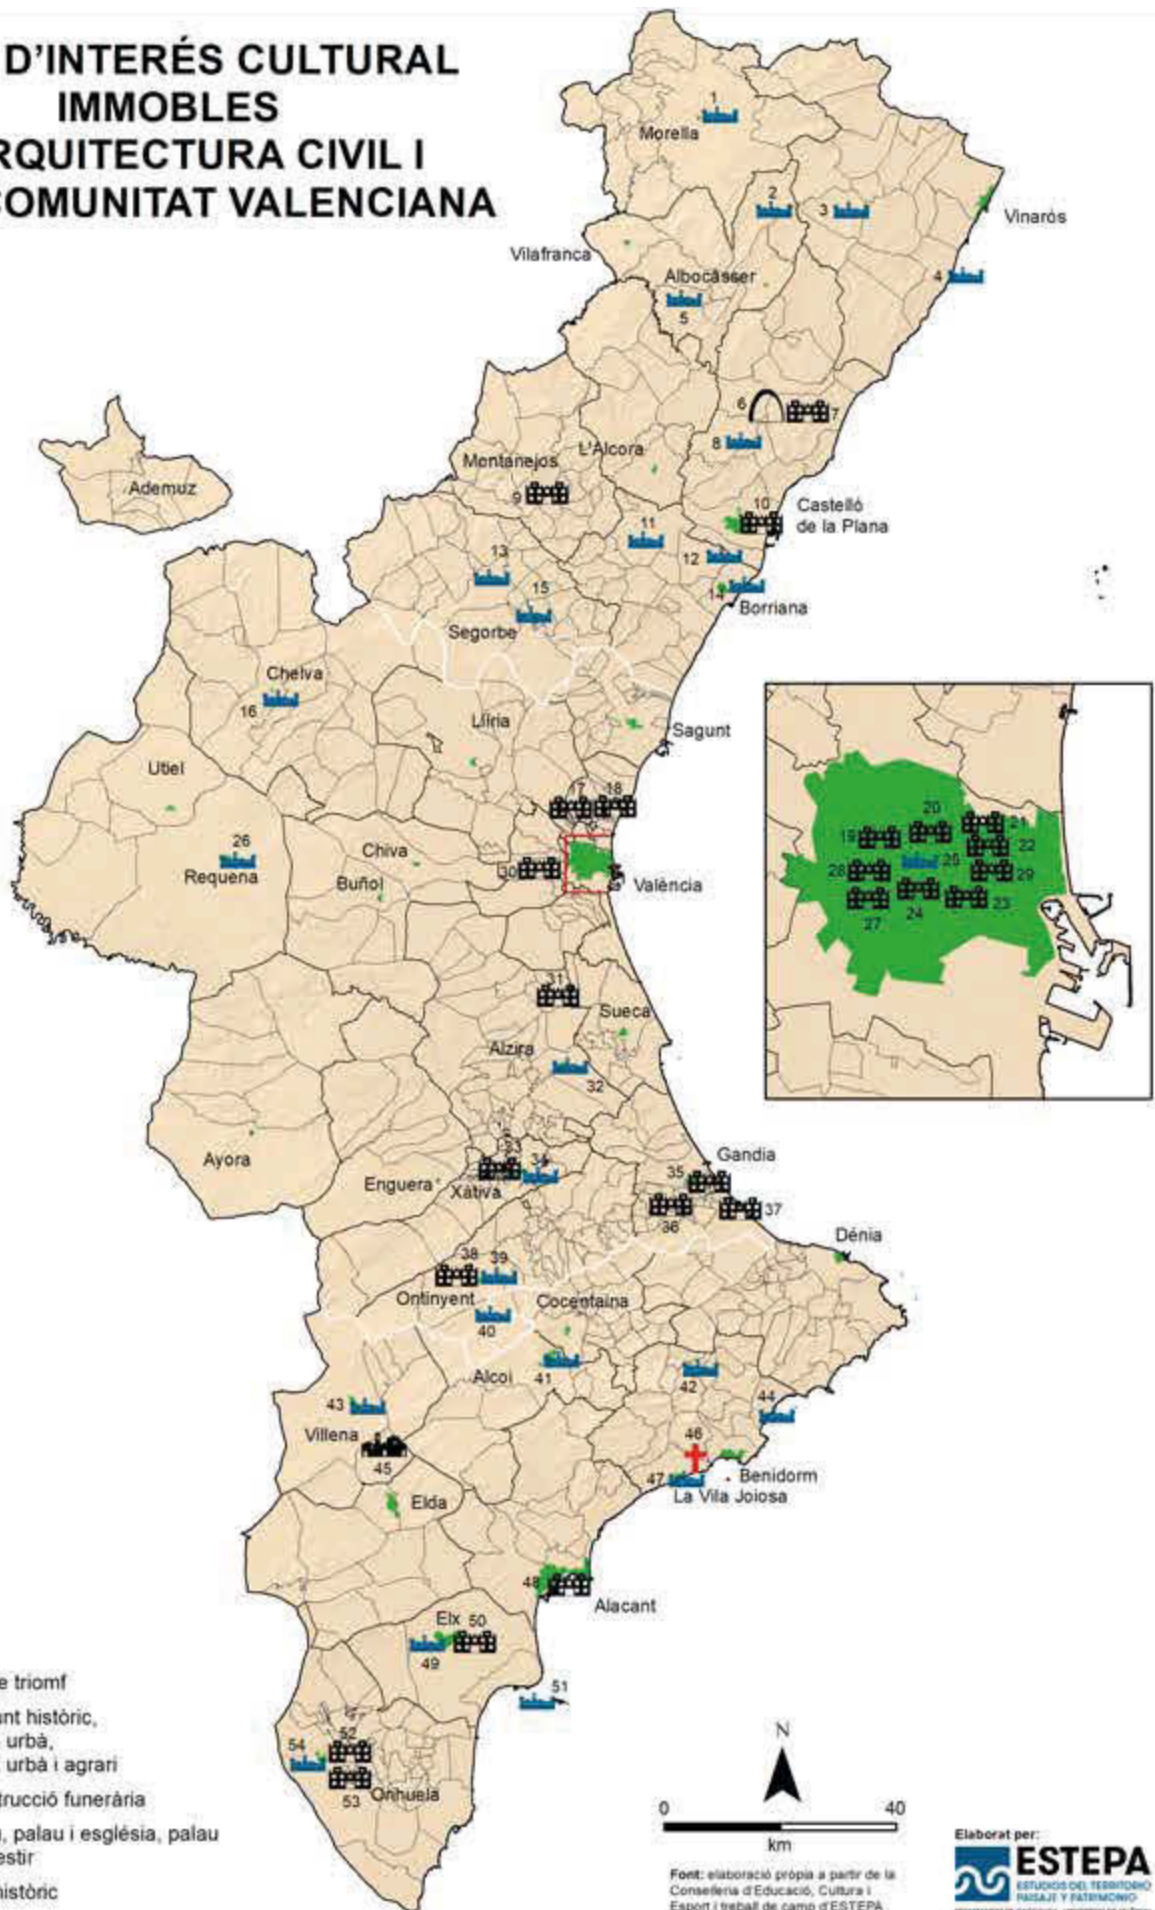 D'INTERÉS CULTURAL
IMMOBLES
RQUITECTURA CIVIL I
COMUNITAT VALENCIANA
1
Morella
2
3
Vinaròs
Vilafranca
4
Albocàsser
5
6
7
8
L'Alcora
Montanejos
Ademuz
9
10
Castelló
de la Plana
11
12
13
14
15
Borriana
Segorbe
Chelva
16
Llíria
Sagunt
Utiel
17
18
26
Requena
Chiva
Buñol
30
València
20
19
21
22
28
25
29
27
24
23
31
Sueca
Alzira
32
Ayora
33
34
Enguera
Xàtiva
Gandia
35
36
37
Dénia
38
39
Ontinyent
Cocentaina
40
Alcoi
41
42
43
44
Villena
45
46
47
Benidorm
La Vila Joiosa
Elda
48
Alacant
Elx
50
49
51
52
54
53
Orihuela
e triomf
unt històric,
urbà,
urbà i agrari
trucció funerària
, palau i església, palau
estir
històric
N
0
40
km
Font: elaboració pròpia a partir de la
Conselleria d'Educació, Cultura i
Esport i treball de camp d'ESTEPA
Elaborat per:
ESTEPA
ESTUDIOS DEL TERRITORIO
PAISAJE Y PATRIMONIO